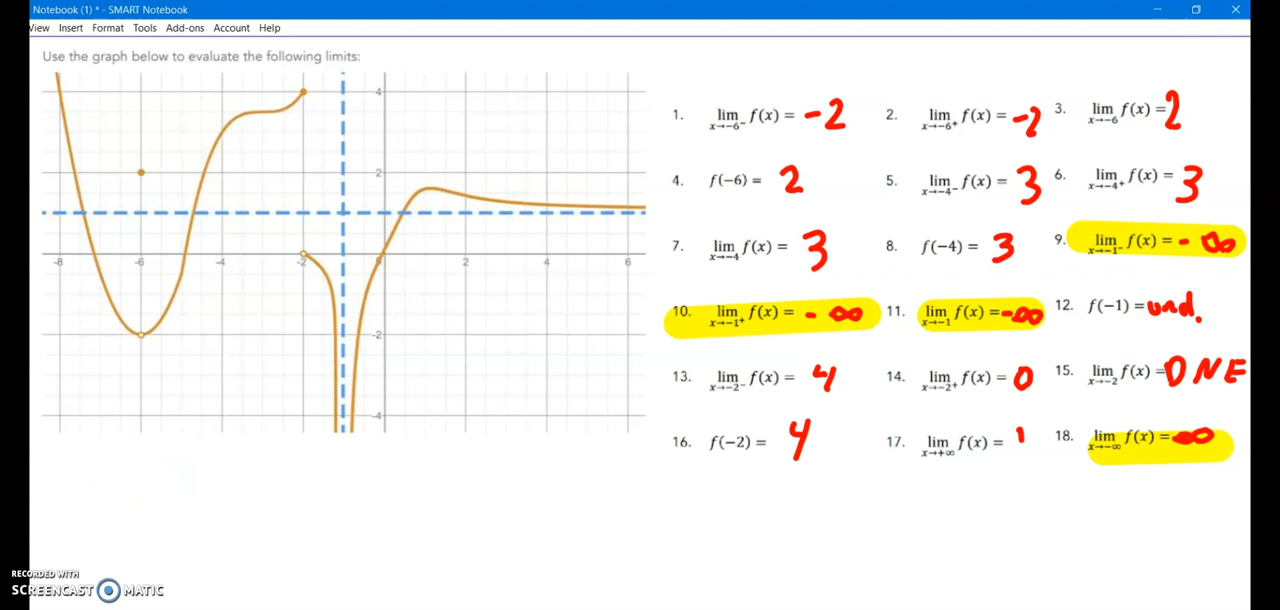 Notebook (1) * - SMART Notebook
View Insert Format Tools Add-ons Account Help
Use the graph below to evaluate the following limits:
4
2
-8 -6 -4 -2 0 2 4 6
-2
-4
1. lim x→-6⁻ f(x) = -2
2. lim x→-6⁺ f(x) = -2
3. lim x→-6 f(x) = 2
4. f(-6) = 2
5. lim x→-4⁻ f(x) = 3
6. lim x→-4⁺ f(x) = 3
7. lim x→-4 f(x) = 3
8. f(-4) = 3
9. lim x→-1⁻ f(x) = -∞
10. lim x→-1⁺ f(x) = -∞
11. lim x→-1 f(x) = -∞
12. f(-1) = und.
13. lim x→-2⁻ f(x) = 4
14. lim x→-2⁺ f(x) = 0
15. lim x→-2 f(x) = DNE
16. f(-2) = 4
17. lim x→+∞ f(x) = 1
18. lim x→-∞ f(x) = ∞
RECORDED WITH
SCREENCAST MATIC